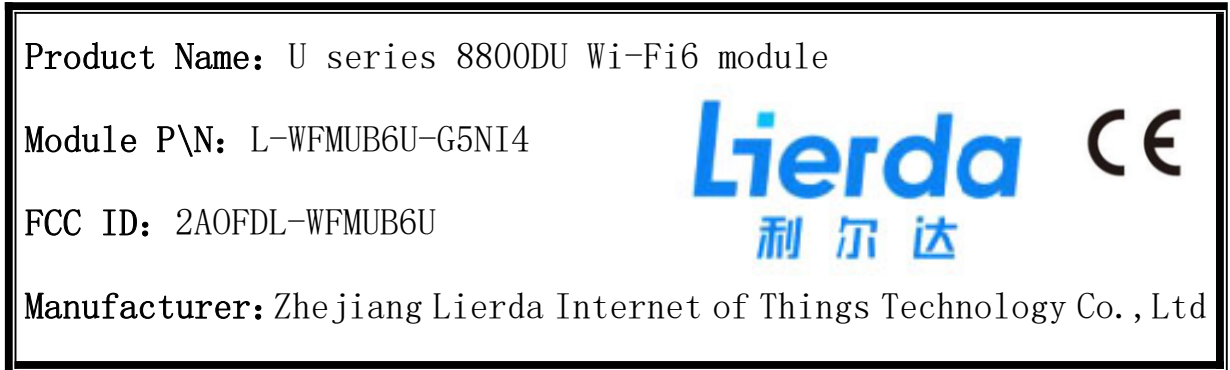 Product Name: U series 8800DU Wi-Fi6 module
Module P\N: L-WFMUB6U-G5NI4
Lierda CE
FCC ID: 2AOFDL-WFMUB6U
利尔达
Manufacturer: Zhejiang Lierda Internet of Things Technology Co.,Ltd